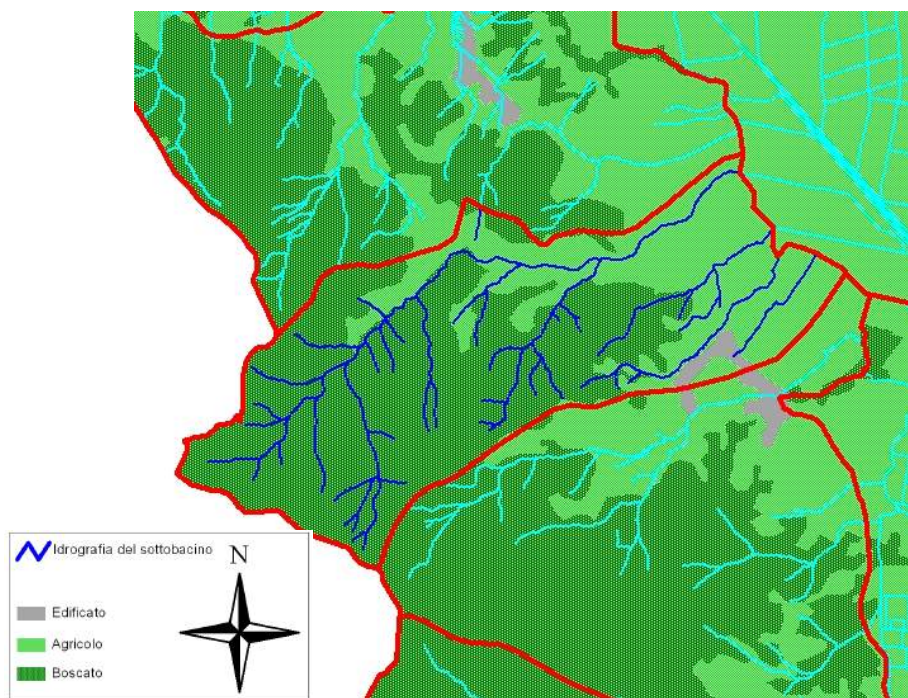 Idrografia del sottobacino
N
Edificato
Agricolo
Boscato